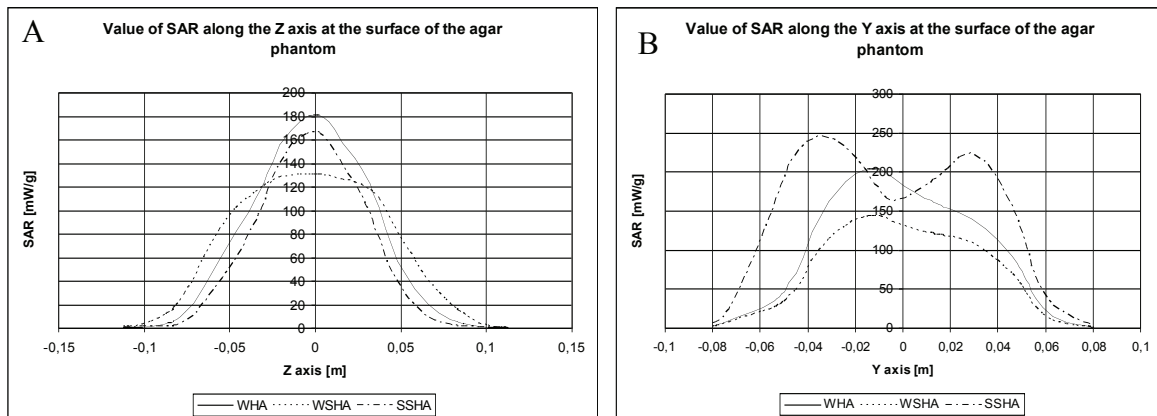 A
Value of SAR along the Z axis at the surface of the agar
phantom
SAR [mW/g]
200
180
160
140
120
100
80
60
40
20
0
-0,15 -0,1 -0,05 0 0,05 0,1 0,15
Z axis [m]
WHA WSHA SSHA
B
Value of SAR along the Y axis at the surface of the agar
phantom
SAR [mW/g]
300
250
200
150
100
50
0
-0,1 -0,08 -0,06 -0,04 -0,02 0 0,02 0,04 0,06 0,08 0,1
Y axis [m]
WHA WSHA SSHA